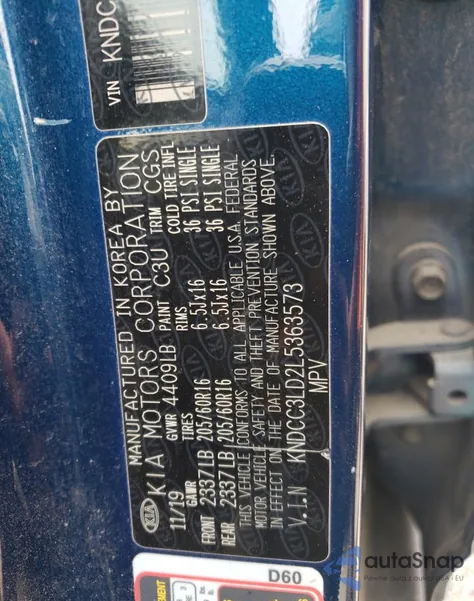 VIN KNDC
MANUFACTURED IN KOREA BY
KIA KIA MOTORS CORPORATION
11/19 GVWR 4409LB PAINT C3U TRIM CGS
GAWR TIRES RIMS COLD TIRE INFL
FRONT 2337LB 205/60R16 6.5Jx16 36 PSI SINGLE
REAR 2337LB 205/60R16 6.5Jx16 36 PSI SINGLE
THIS VEHICLE CONFORMS TO ALL APPLICABLE U.S.A. FEDERAL
MOTOR VEHICLE SAFETY AND THEFT PREVENTION STANDARDS
IN EFFECT ON THE DATE OF MANUFACTURE SHOWN ABOVE.
V.I.N KNDCC3LD2L5363573
MPV
D60
autoSnap